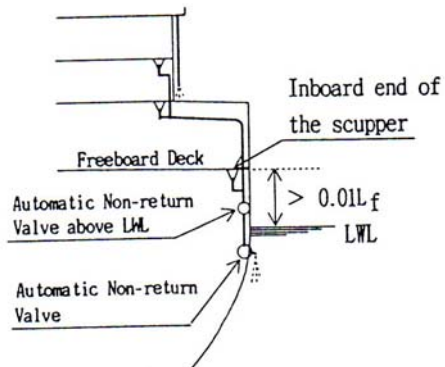 Inboard end of
the scupper
Freeboard Deck
> 0.01Lf
Automatic Non-return
Valve above LWL
LWL
Automatic Non-return
Valve